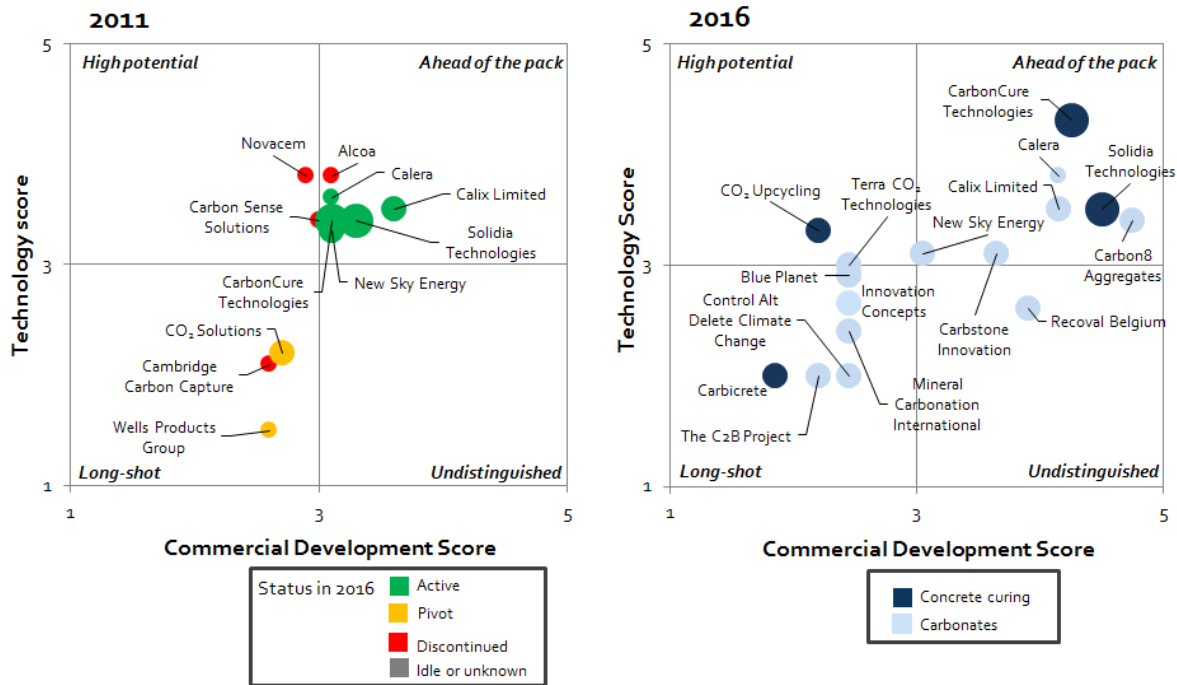 2011
5
High potential
Ahead of the pack
Novacem
Alcoa
Calera
Calix Limited
Carbon Sense
Solutions
Solidia
Technologies
CarbonCure
Technologies
New Sky Energy
3
CO₂ Solutions
Cambridge
Carbon Capture
Wells Products
Group
Long-shot
Undistinguished
1
1
3
5
Technology score
Commercial Development Score
Status in 2016
Active
Pivot
Discontinued
Idle or unknown
2016
5
High potential
Ahead of the pack
CarbonCure
Technologies
Calera
Solidia
Technologies
CO₂ Upcycling
Terra CO₂
Technologies
Calix Limited
New Sky Energy
Carbon8
Aggregates
3
Blue Planet
Innovation
Concepts
Control Alt
Delete Climate
Change
Carbstone
Innovation
Recoval Belgium
Carbicrete
Mineral
Carbonation
International
The C2B Project
Long-shot
Undistinguished
1
1
3
5
Technology Score
Commercial Development Score
Concrete curing
Carbonates